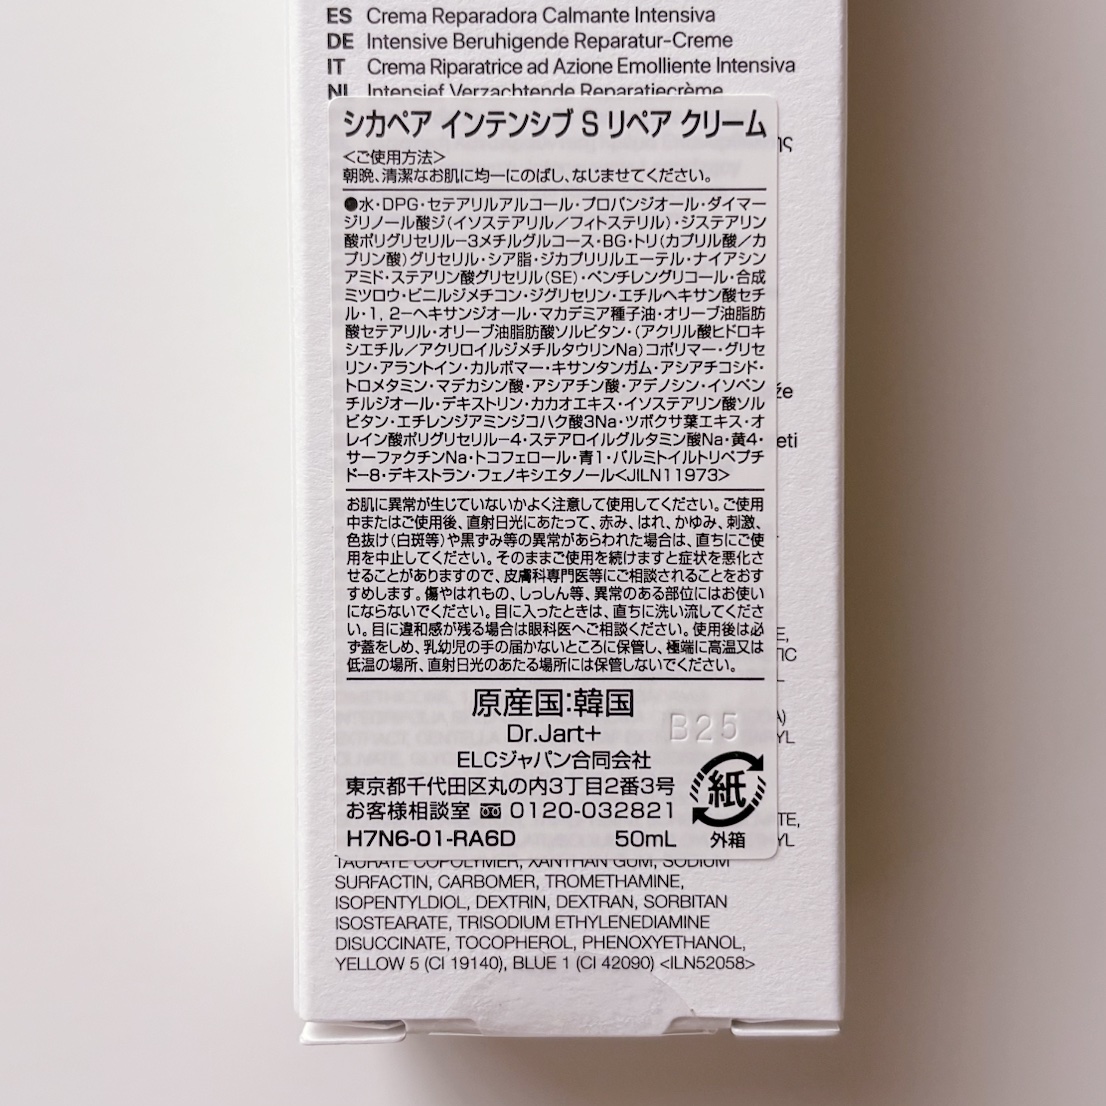 ES Crema Reparadora Calmante Intensiva
DE Intensive Beruhigende Reparatur-Creme
IT Crema Riparatrice ad Azione Emolliente Intensiva
NL Intensief Verzachtende Reparatiecrème
シカペア インテンシブ S リペア クリーム
ης
<ご使用方法>
朝晩、清潔なお肌に均一にのばし、なじませてください。
●水・DPG・セテアリルアルコール・プロパンジオール・ダイマー
ジリノール酸ジ(イソステアリル/フィトステリル)・ジステアリン
酸ポリグリセリル-3メチルグルコース・BG・トリ(カプリル酸/カ
プリン酸)グリセリル・シア脂・ジカプリリルエーテル・ナイアシン
アミド・ステアリン酸グリセリル(SE)・ペンチレングリコール・合成
ミツロウ・ビニルジメチコン・ジグリセリン・エチルヘキサン酸セチ
ル・1, 2-ヘキサンジオール・マカデミア種子油・オリーブ油脂肪
酸セテアリル・オリーブ油脂肪酸ソルビタン・(アクリル酸ヒドロキ
シエチル/アクリロイルジメチルタウリンNa)コポリマー・グリセ
リン・アラントイン・カルボマー・キサンタンガム・アシアチコシド・
トロメタミン・マデカシン酸・アシアチン酸・アデノシン・イソペン
チルジオール・デキストリン・カカオエキス・イソステアリン酸ソル
že
ビタン・エチレンジアミンジコハク酸3Na・ツボクサ葉エキス・オ
レイン酸ポリグリセリル-4・ステアロイルグルタミン酸Na・黄4・
eti
サーファクチンNa・トコフェロール・青1・パルミトイルトリペプチ
ド-8・デキストラン・フェノキシエタノール<JILN11973>
お肌に異常が生じていないかよく注意して使用してください。ご使用
中またはご使用後、直射日光にあたって、赤み、はれ、かゆみ、刺激、
色抜け(白斑等)や黒ずみ等の異常があらわれた場合は、直ちにご使
用を中止してください。そのままご使用を続けますと症状を悪化さ
せることがありますので、皮膚科専門医等にご相談されることをおす
すめします。傷やはれもの、しっしん等、異常のある部位にはお使い
にならないでください。目に入ったときは、直ちに洗い流してくださ
い。目に違和感が残る場合は眼科医へご相談ください。使用後は必
ず蓋をしめ、乳幼児の手の届かないところに保管し、極端に高温又は
低温の場所、直射日光のあたる場所には保管しないでください。
E,
TIC
原産国:韓国
Dr.Jart+
B25
A)
YL
ELCジャパン合同会社
東京都千代田区丸の内3丁目2番3号
お客様相談室 0120-032821
紙
H7N6-01-RA6D 50mL 外箱
TE,
YL
TAURATE COPOLYMER, XANTHAN GUM, SODIUM
SURFACTIN, CARBOMER, TROMETHAMINE,
ISOPENTYLDIOL, DEXTRIN, DEXTRAN, SORBITAN
ISOSTEARATE, TRISODIUM ETHYLENEDIAMINE
DISUCCINATE, TOCOPHEROL, PHENOXYETHANOL,
YELLOW 5 (CI 19140), BLUE 1 (CI 42090) <ILN52058>